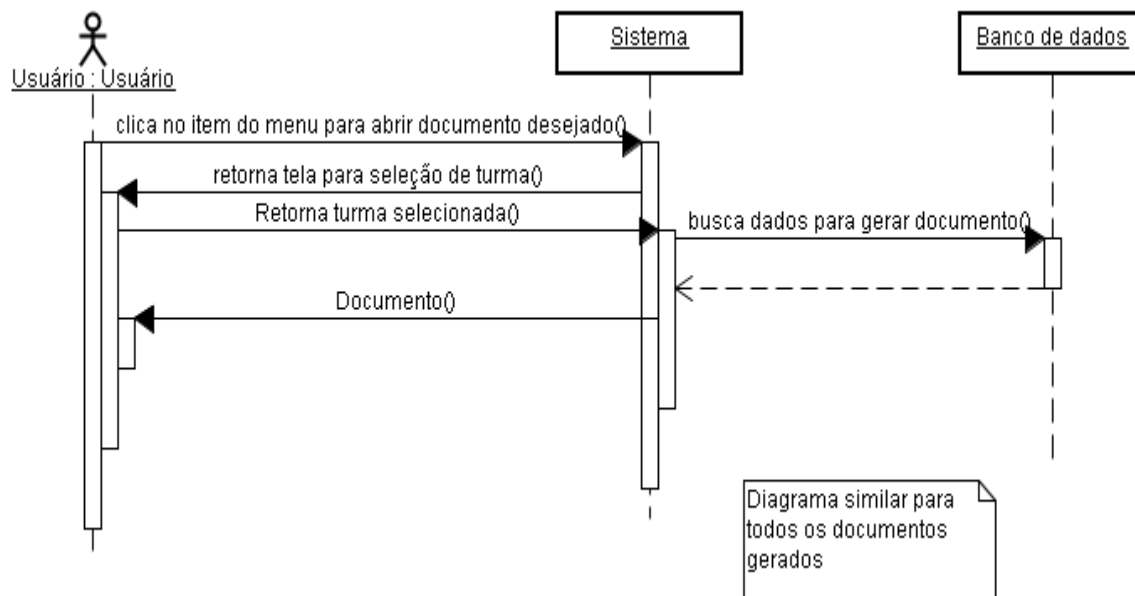 Sistema
Banco de dados
Usuário : Usuário
clica no item do menu para abrir documento desejado()
retorna tela para seleção de turma()
Retorna turma selecionada()
busca dados para gerar documento()
Documento()
Diagrama similar para
todos os documentos
gerados